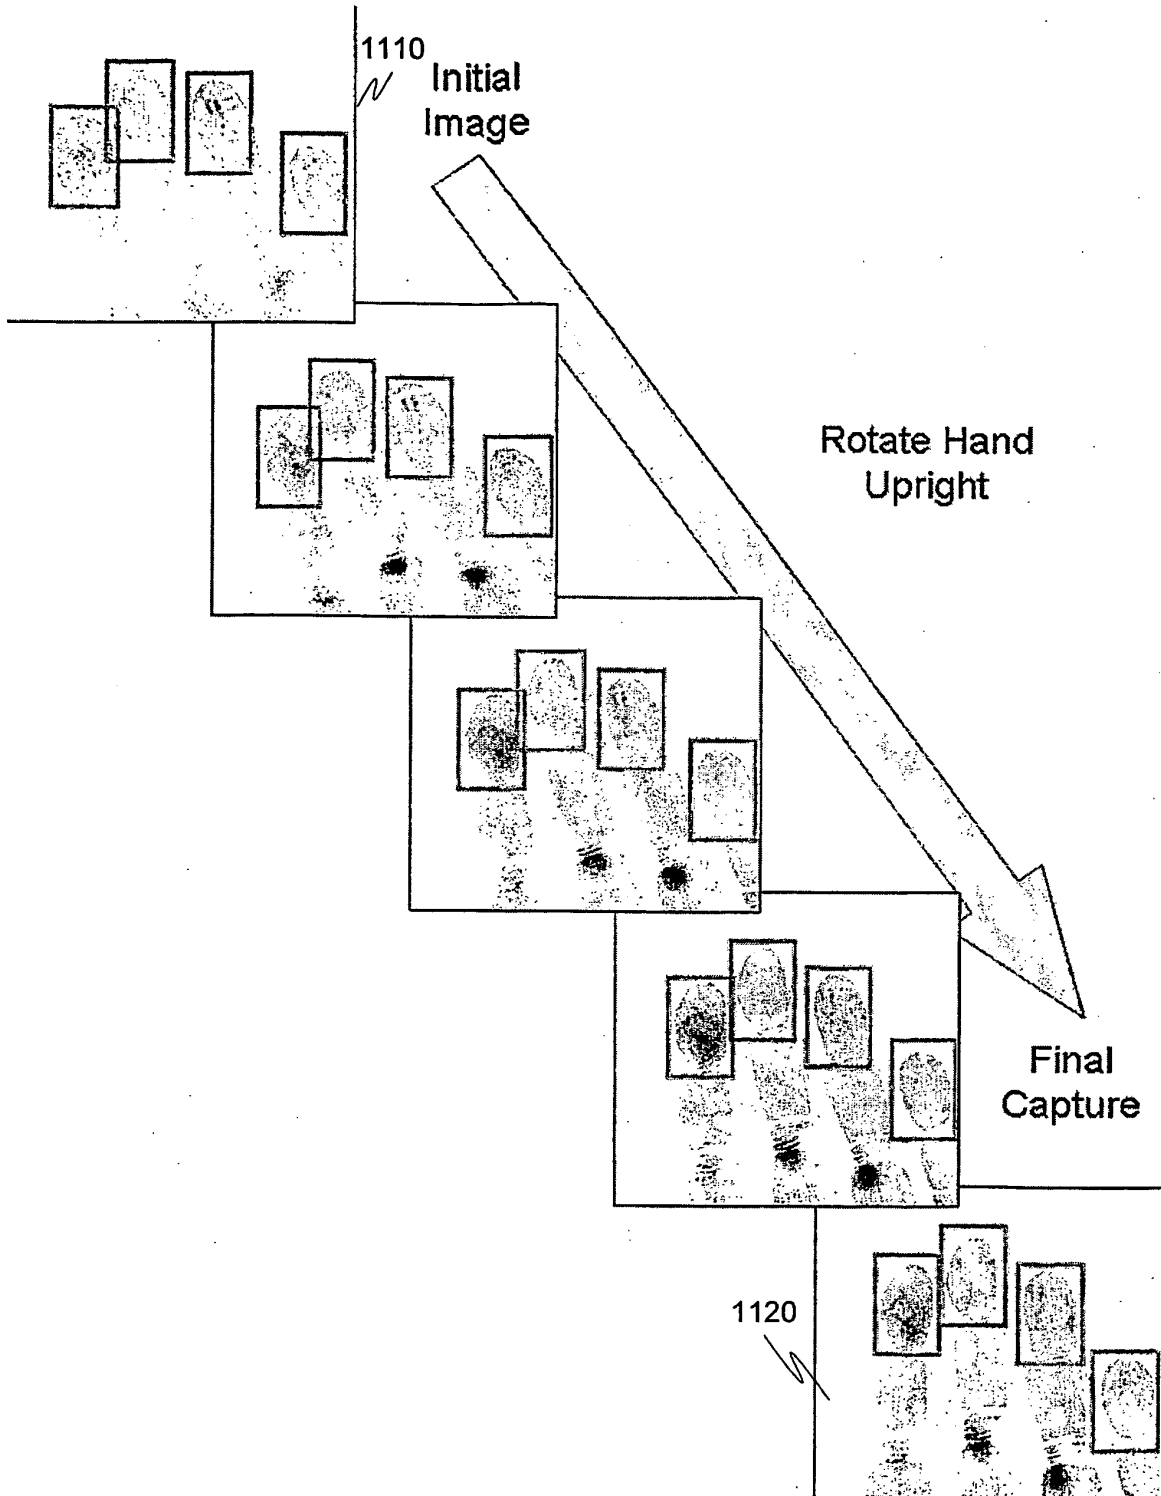 1110
Initial
Image
Rotate Hand
Upright
Final
Capture
1120